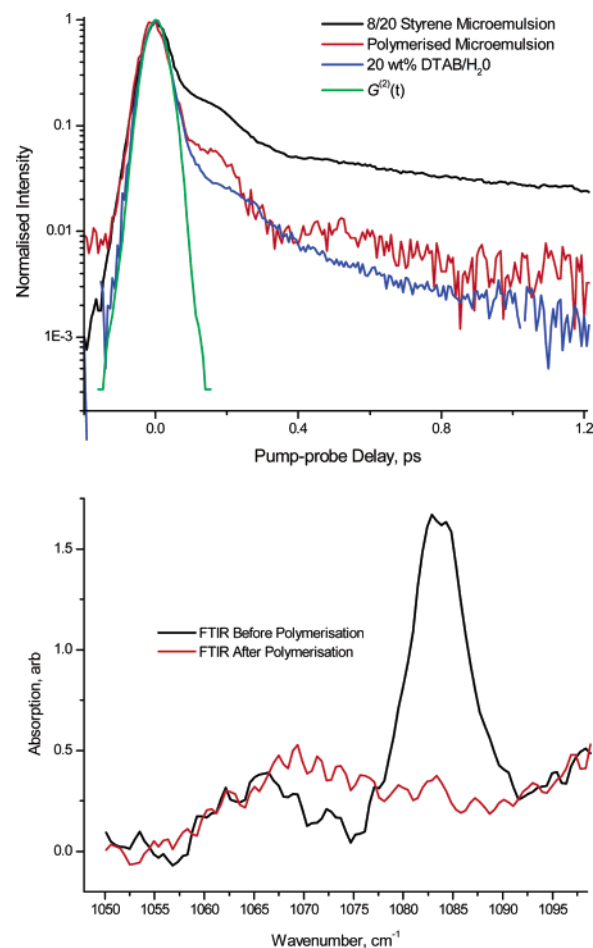 8/20 Styrene Microemulsion
Polymerised Microemulsion
20 wt% DTAB/H₂0
G⁽²⁾(t)
Normalised Intensity
1
0.1
0.01
1E-3
0.0 0.4 0.8 1.2
Pump-probe Delay, ps
FTIR Before Polymerisation
FTIR After Polymerisation
Absorption, arb
1.5
1.0
0.5
0.0
1050 1055 1060 1065 1070 1075 1080 1085 1090 1095
Wavenumber, cm⁻¹